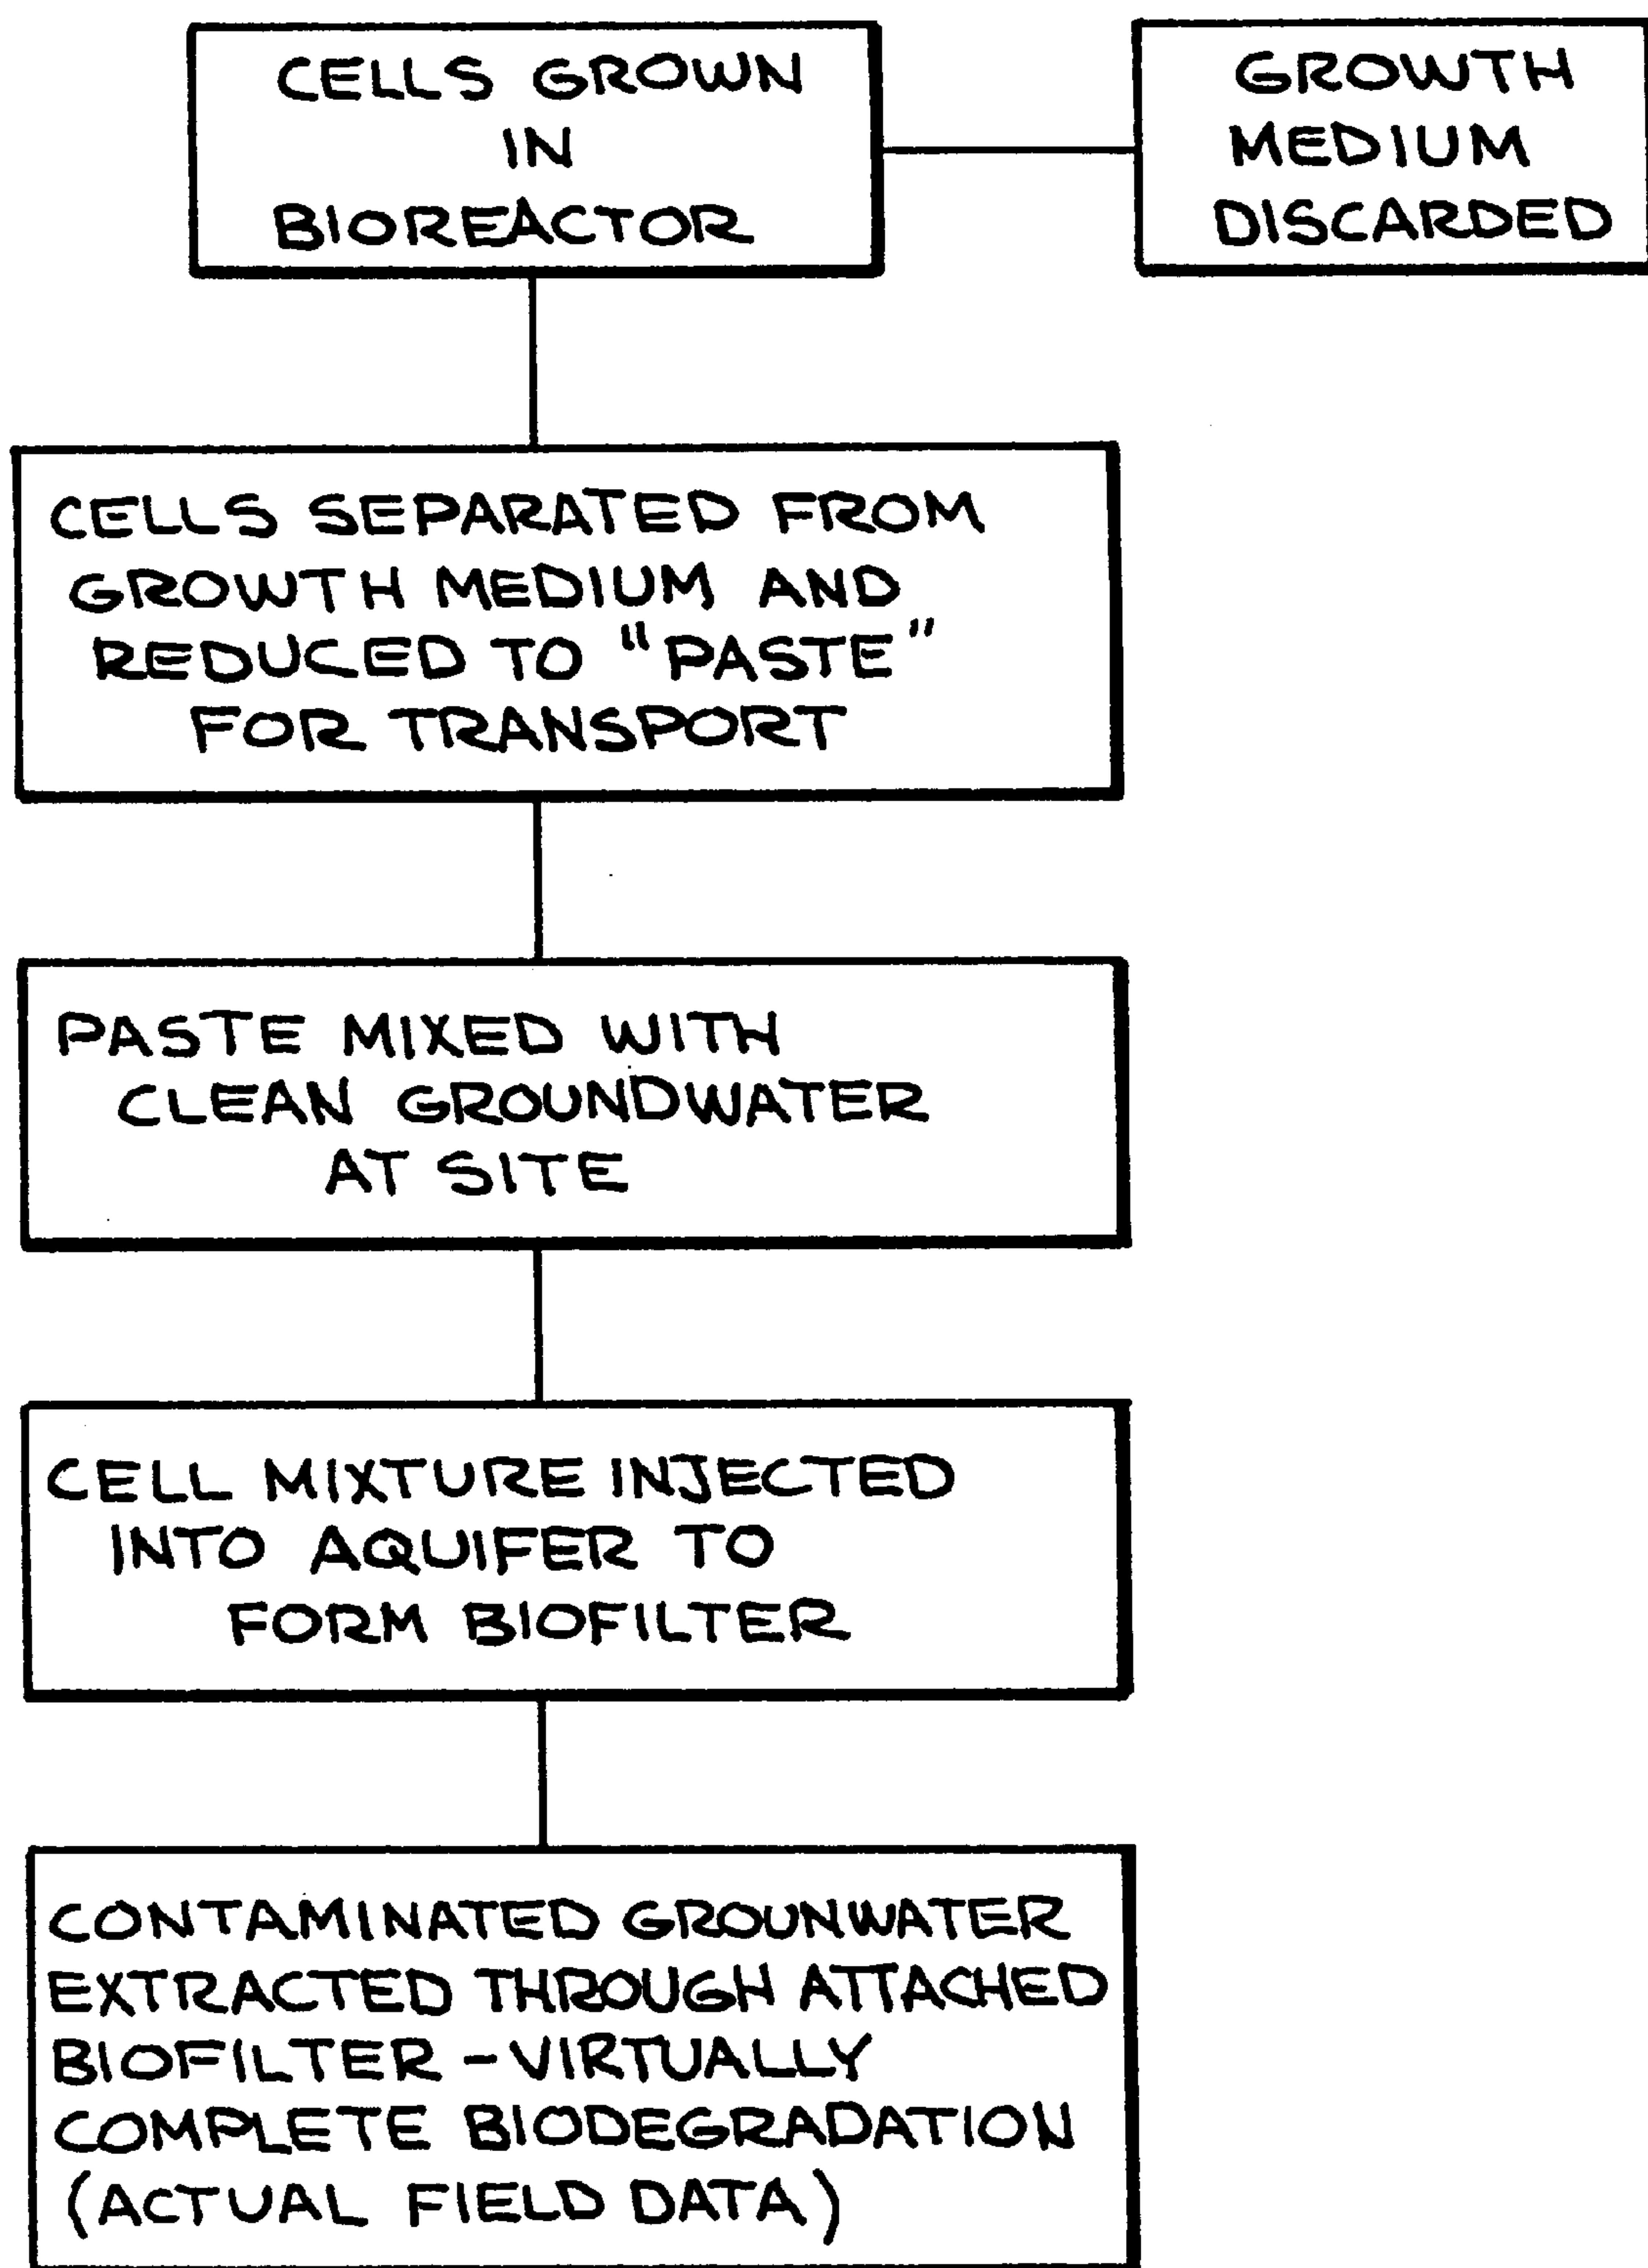 CELLS GROWN
IN
BIOREACTOR
GROWTH
MEDIUM
DISCARDED
CELLS SEPARATED FROM
GROWTH MEDIUM AND
REDUCED TO "PASTE"
FOR TRANSPORT
PASTE MIXED WITH
CLEAN GROUNDWATER
AT SITE
CELL MIXTURE INJECTED
INTO AQUIFER TO
FORM BIOFILTER
CONTAMINATED GROUNWATER
EXTRACTED THROUGH ATTACHED
BIOFILTER - VIRTUALLY
COMPLETE BIODEGRADATION
(ACTUAL FIELD DATA)